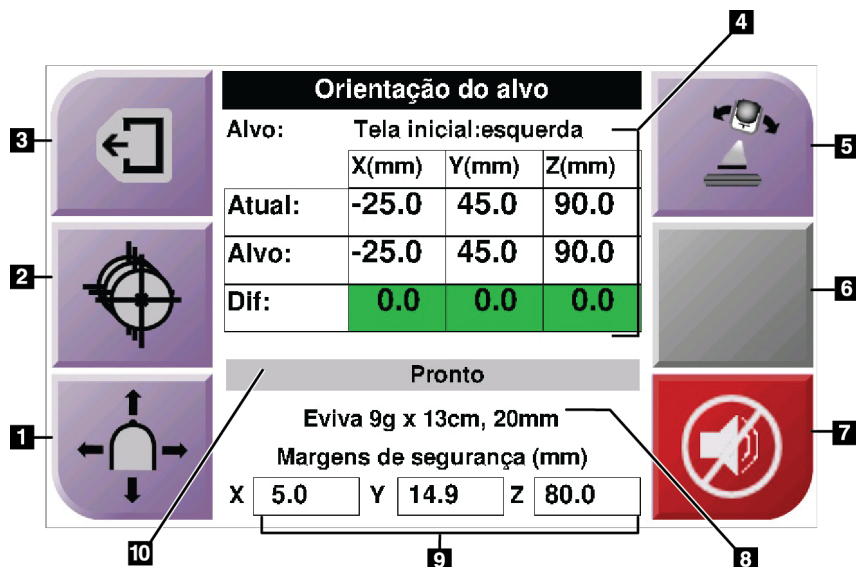 4
Orientação do alvo
Alvo: Tela inicial:esquerda
X(mm) Y(mm) Z(mm)
Atual: -25.0 45.0 90.0
Alvo: -25.0 45.0 90.0
Dif: 0.0 0.0 0.0
Pronto
Eviva 9g x 13cm, 20mm
Margens de segurança (mm)
X 5.0 Y 14.9 Z 80.0
3
2
1
5
6
7
10
9
8